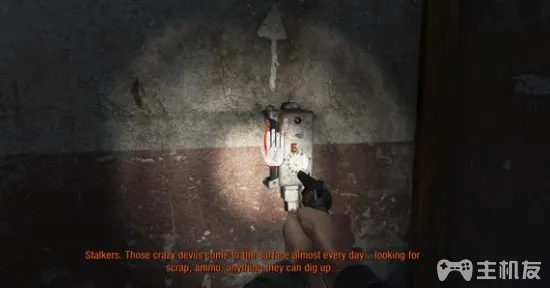 Stalkers. Those crazy devils come to the surface almost every day... looking for
scrap, ammo, anything they can dig up...
主机友